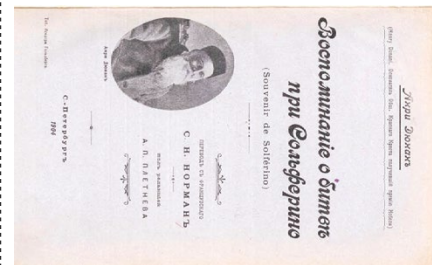 Анри Дюнанъ
Воспоминаніе о битвѣ
при Сольферино
(Souvenir de Solférino)
Анри Дюнанъ
ПЕРЕВОДЪ СЪ ФРАНЦУЗСКАГО
С. Н. НОРМАНЪ
ПОДЪ РЕДАКЦІЕЙ
А. П. ПЛЕТНЕВА
С.-Петербургъ
1904